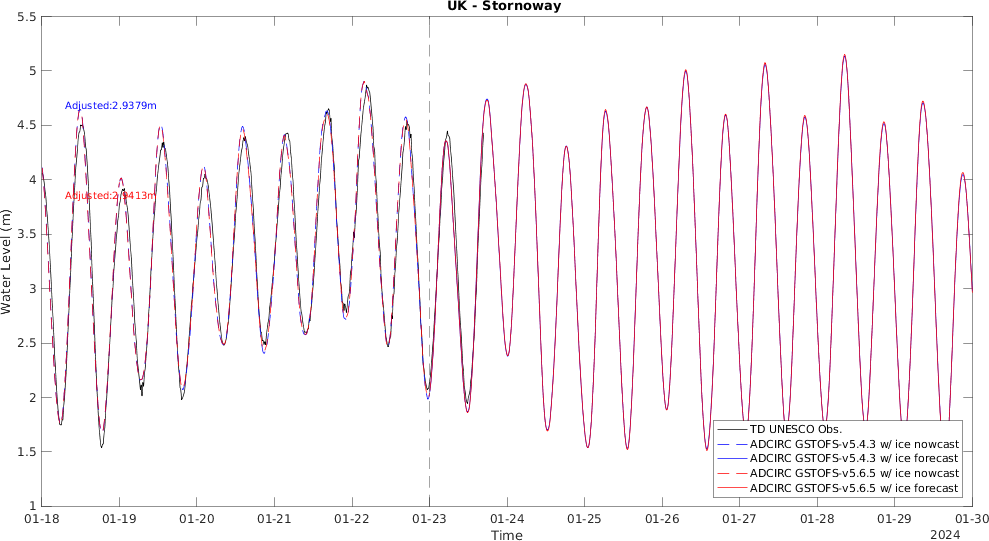 UK - Stornoway
5.5
5
4.5
4
3.5
3
2.5
2
1.5
1
Water Level (m)
Adjusted:2.9379m
Adjusted:2.9413m
TD UNESCO Obs.
ADCIRC GSTOFS-v5.4.3 w/ ice nowcast
ADCIRC GSTOFS-v5.4.3 w/ ice forecast
ADCIRC GSTOFS-v5.6.5 w/ ice nowcast
ADCIRC GSTOFS-v5.6.5 w/ ice forecast
01-18 01-19 01-20 01-21 01-22 01-23 01-24 01-25 01-26 01-27 01-28 01-29 01-30
Time
2024